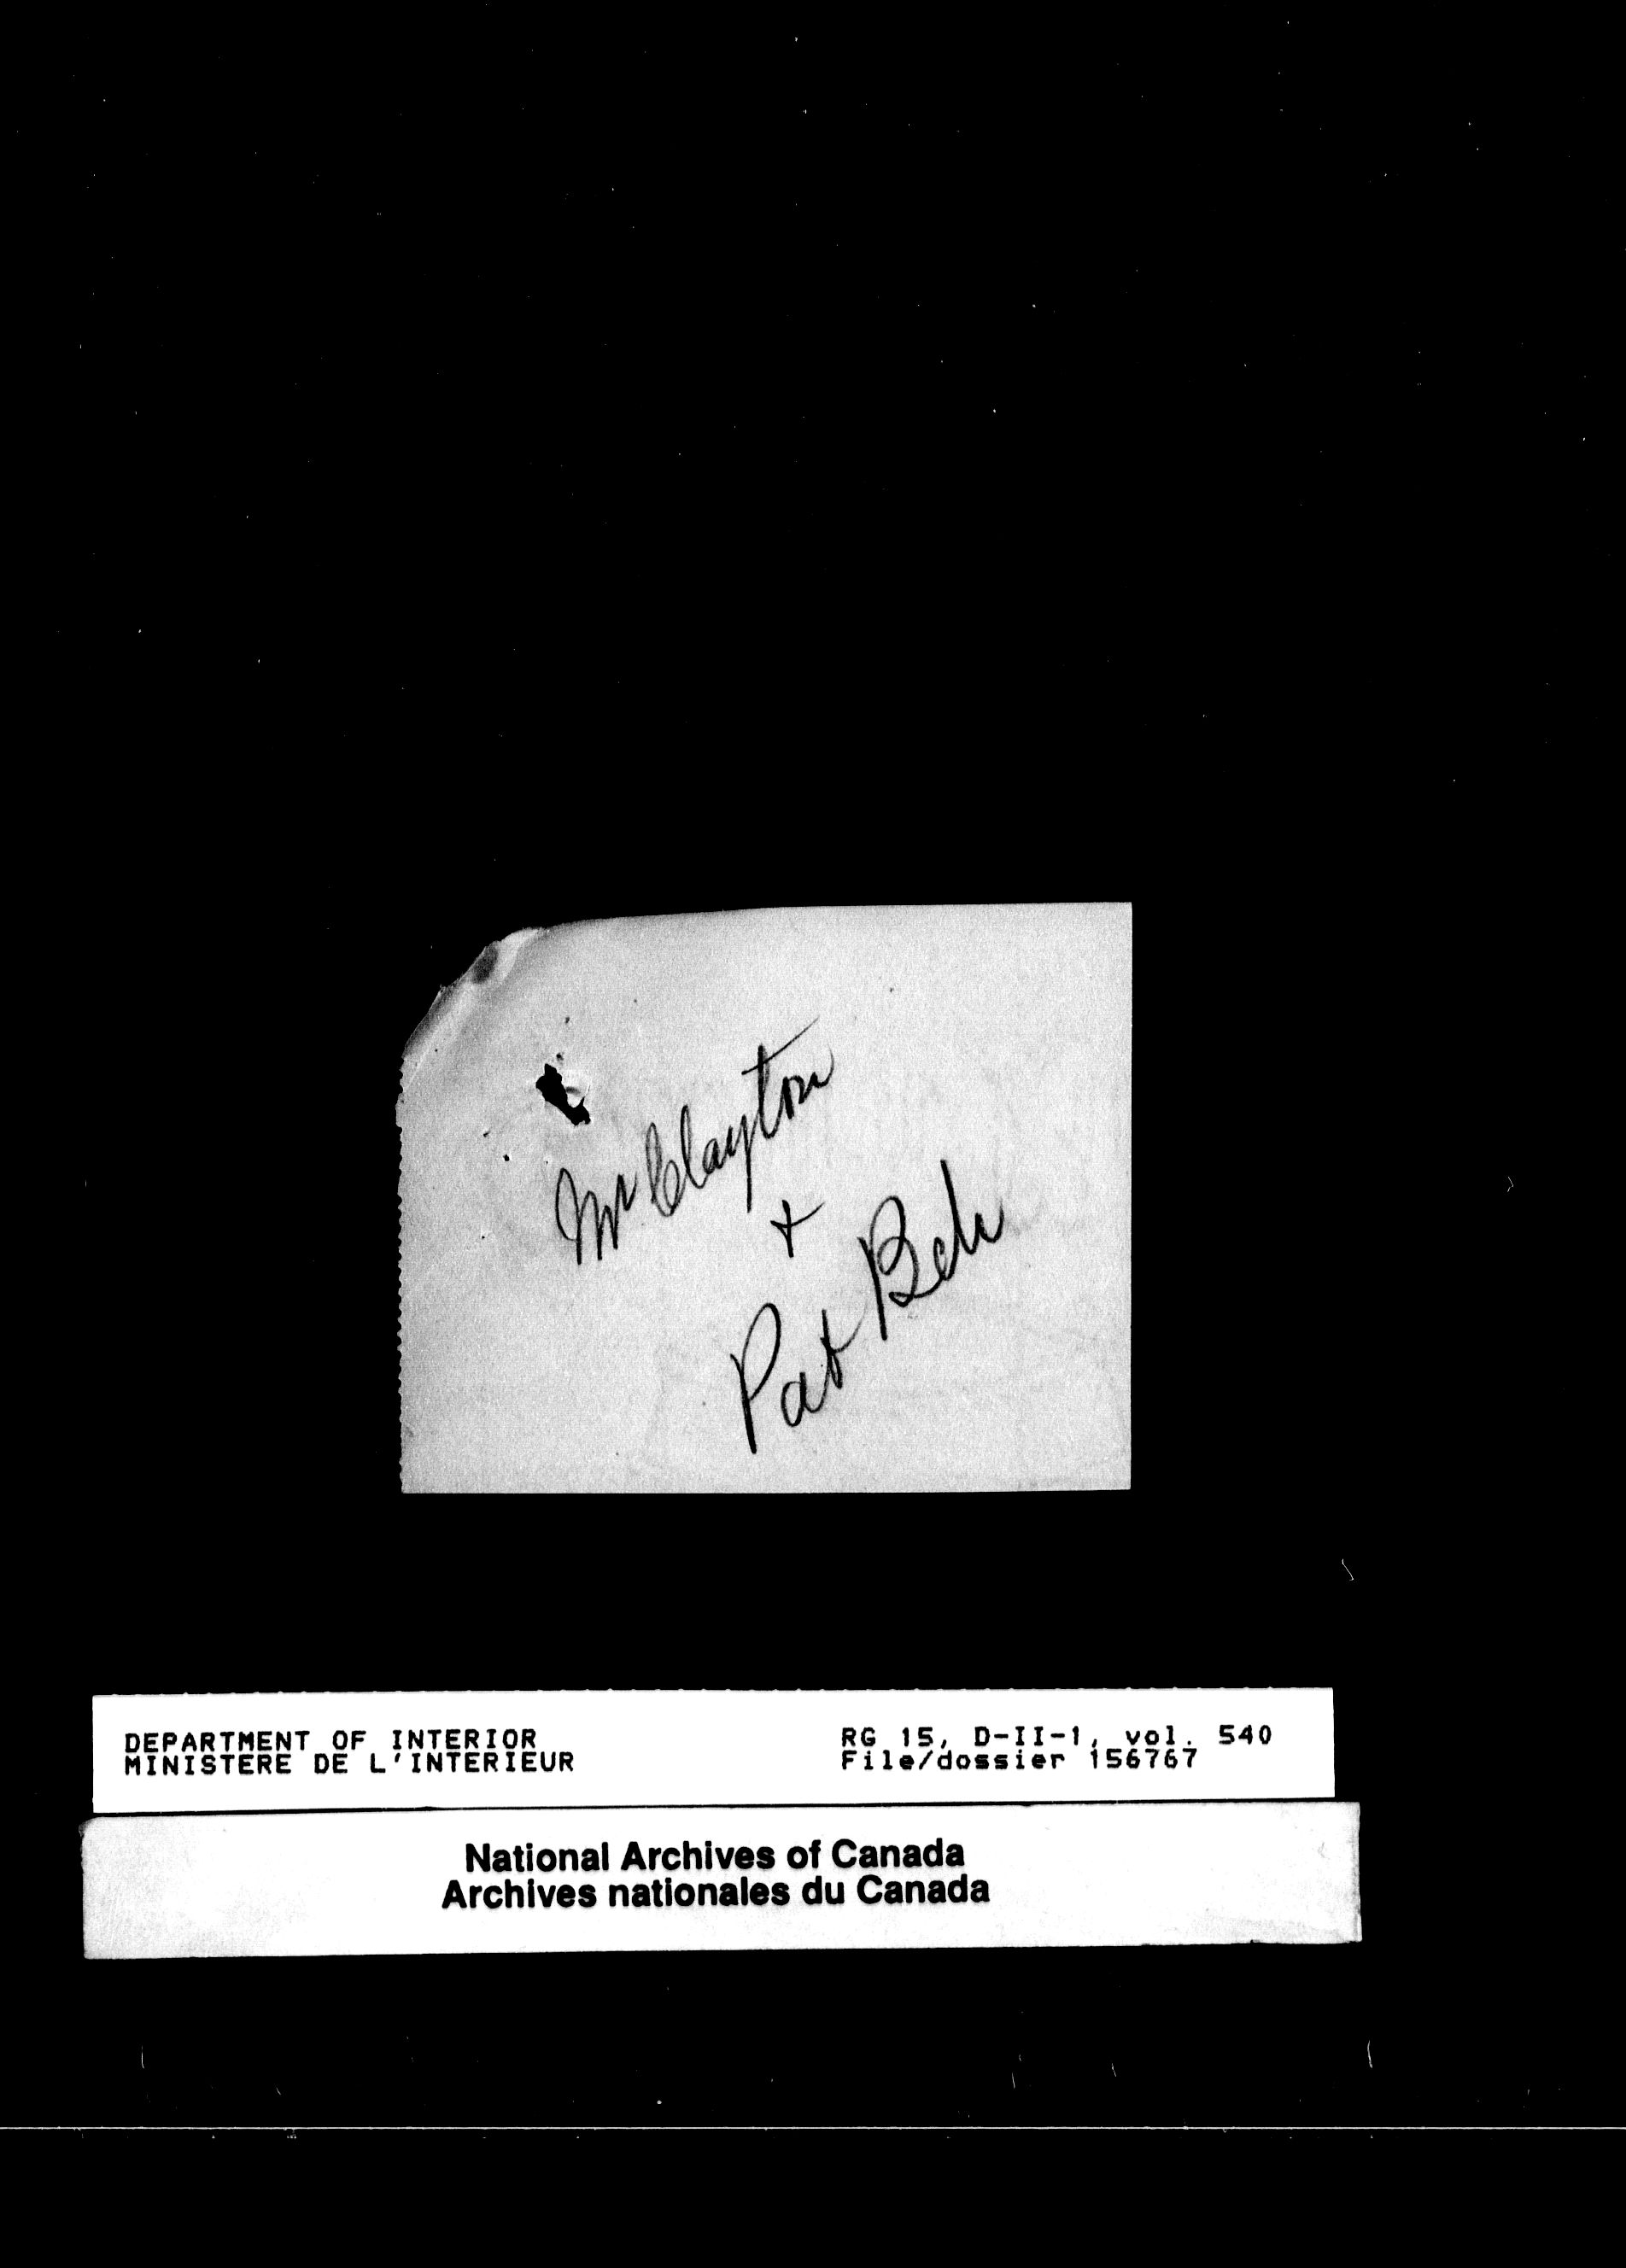 Mr Clayton
+
Pat Bch
DEPARTMENT OF INTERIOR
MINISTERE DE L'INTERIEUR
RG 15, D-II-1, vol. 540
File/dossier 156767
National Archives of Canada
Archives nationales du Canada